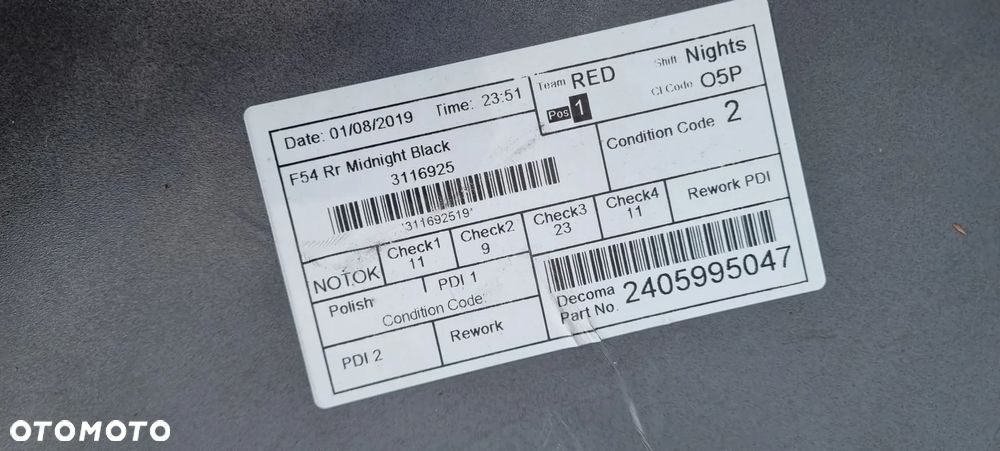 Date: 01/08/2019 Time: 23:51
Team RED Shift Nights
Pos 1 CI Code O5P
F54 Rr Midnight Black
3116925
*311692519*
Condition Code 2
NOT.OK
Check1
11
Check2
9
Check3
23
Check4
11
Rework PDI
Polish
PDI 1
Condition Code:
PDI 2
Rework
Decoma
Part No. 2405995047
OTOMOTO